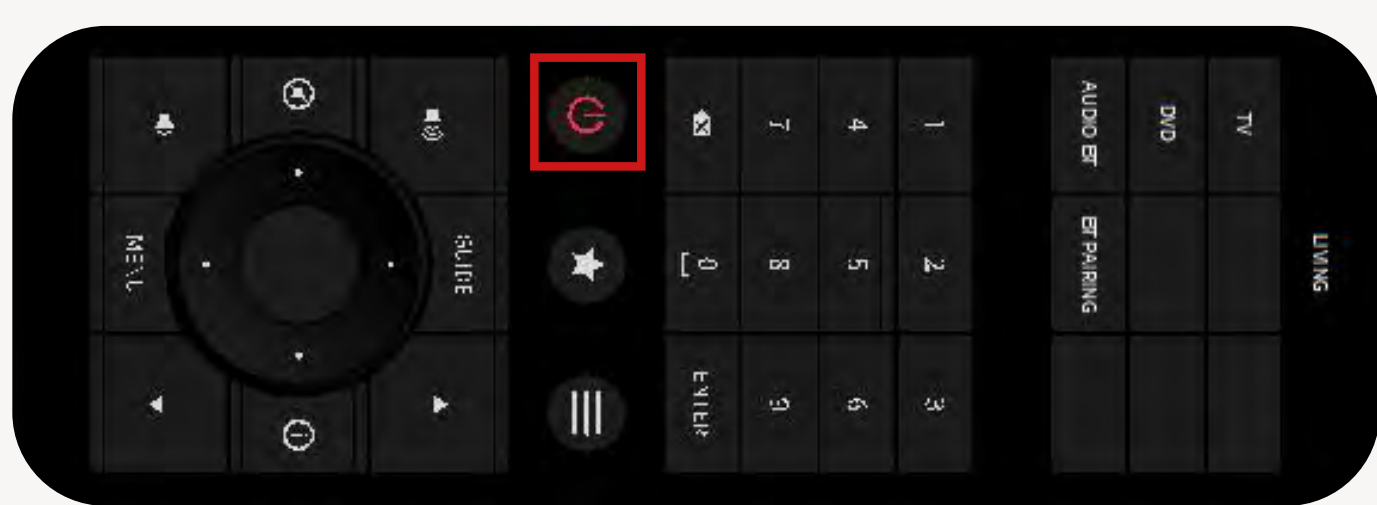 LIVING
TV
DVD
AUDIO BT BT PAIRING
1 2 3
4 5 6
7 8 9
0 ENTER
GUIDE
MENU